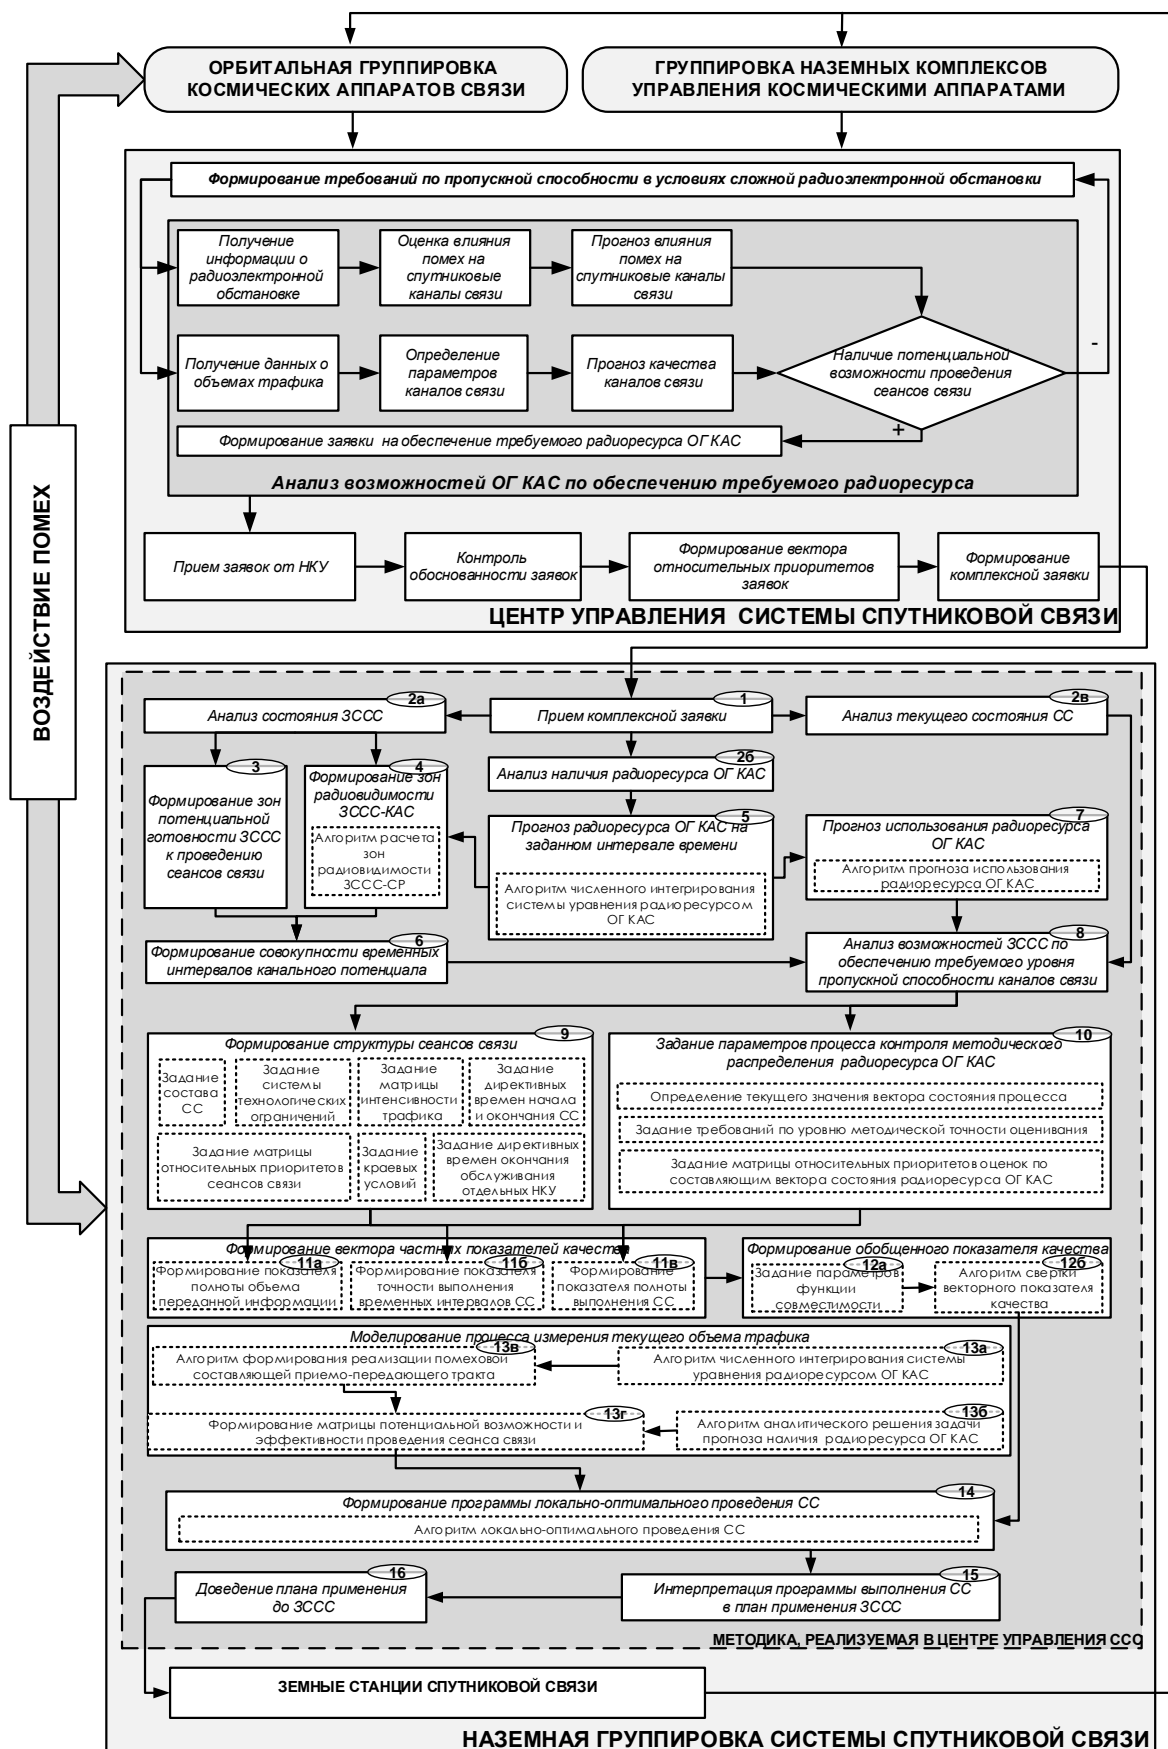 ОРБИТАЛЬНАЯ ГРУППИРОВКА
КОСМИЧЕСКИХ АППАРАТОВ СВЯЗИ
ГРУППИРОВКА НАЗЕМНЫХ КОМПЛЕКСОВ
УПРАВЛЕНИЯ КОСМИЧЕСКИМИ АППАРАТАМИ
ВОЗДЕЙСТВИЕ ПОМЕХ
Формирование требований по пропускной способности в условиях сложной радиоэлектронной обстановки
Получение
информации о
радиоэлектронной
обстановке
Оценка влияния
помех на
спутниковые
каналы связи
Прогноз влияния
помех на
спутниковые каналы
связи
Получение данных о
объемах трафика
Определение
параметров
каналов связи
Прогноз качества
каналов связи
Наличие потенциальной
возможности проведения
сеансов связи
-
+
Формирование заявки на обеспечение требуемого радиоресурса ОГ КАС
Анализ возможностей ОГ КАС по обеспечению требуемого радиоресурса
Прием заявок от НКУ
Контроль
обоснованности заявок
Формирование вектора
относительных приоритетов
заявок
Формирование
комплексной заявки
ЦЕНТР УПРАВЛЕНИЯ СИСТЕМЫ СПУТНИКОВОЙ СВЯЗИ
2а
Анализ состояния ЗССС
1
Прием комплексной заявки
2в
Анализ текущего состояния СС
2б
Анализ наличия радиоресурса ОГ КАС
3
Формирование зон
потенциальной
готовности ЗССС
к проведению
сеансов связи
4
Формирование зон
радиовидимости
ЗССС-КАС
Алгоритм расчета
зон
радиовидимости
ЗССС-СР
5
Прогноз радиоресурса ОГ КАС на
заданном интервале времени
Алгоритм численного интегрирования
системы уравнения радиоресурсом
ОГ КАС
7
Прогноз использования радиоресурса
ОГ КАС
Алгоритм прогноза использования
радиоресурса ОГ КАС
6
Формирование совокупности временных
интервалов канального потенциала
8
Анализ возможностей ЗССС по
обеспечению требуемого уровня
пропускной способности каналов связи
9
Формирование структуры сеансов связи
Задание
состава
СС
Задание
системы
технологических
ограничений
Задание
матрицы
интенсивности
трафика
Задание
директивных
времен начала
и окончания СС
Задание матрицы
относительных приоритетов
сеансов связи
Задание
краевых
условий
Задание директивных
времен окончания
обслуживания
отдельных НКУ
10
Задание параметров процесса контроля методического
распределения радиоресурса ОГ КАС
Определение текущего значения вектора состояния процесса
Задание требований по уровню методической точности оценивания
Задание матрицы относительных приоритетов оценок по
составляющим вектора состояния радиоресурса ОГ КАС
Формирование вектора частных показателей качества
11а
Формирование показателя
полноты объема
переданной информации
11б
Формирование показателя
точности выполнения
временных интервалов СС
11в
Формирование
показателя полноты
выполнения СС
Формирование обобщенного показателя качества
12а
Задание параметров
функции
совместимости
12б
Алгоритм свертки
векторного показателя
качества
Моделирование процесса измерения текущего объема трафика
13в
Алгоритм формирования реализации помеховой
составляющей приемо-передающего тракта
13а
Алгоритм численного интегрирования системы
уравнения радиоресурсом ОГ КАС
13г
Формирование матрицы потенциальной возможности и
эффективности проведения сеанса связи
13б
Алгоритм аналитического решения задачи
прогноза наличия радиоресурса ОГ КАС
14
Формирование программы локально-оптимального проведения СС
Алгоритм локально-оптимального проведения СС
16
Доведение плана применения
до ЗССС
15
Интерпретация программы выполнения СС
в план применения ЗССС
МЕТОДИКА, РЕАЛИЗУЕМАЯ В ЦЕНТРЕ УПРАВЛЕНИЯ ССС
ЗЕМНЫЕ СТАНЦИИ СПУТНИКОВОЙ СВЯЗИ
НАЗЕМНАЯ ГРУППИРОВКА СИСТЕМЫ СПУТНИКОВОЙ СВЯЗИ